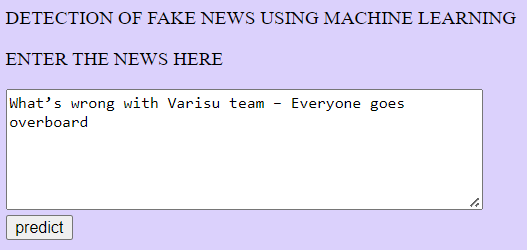 DETECTION OF FAKE NEWS USING MACHINE LEARNING
ENTER THE NEWS HERE
What’s wrong with Varisu team – Everyone goes
overboard
predict